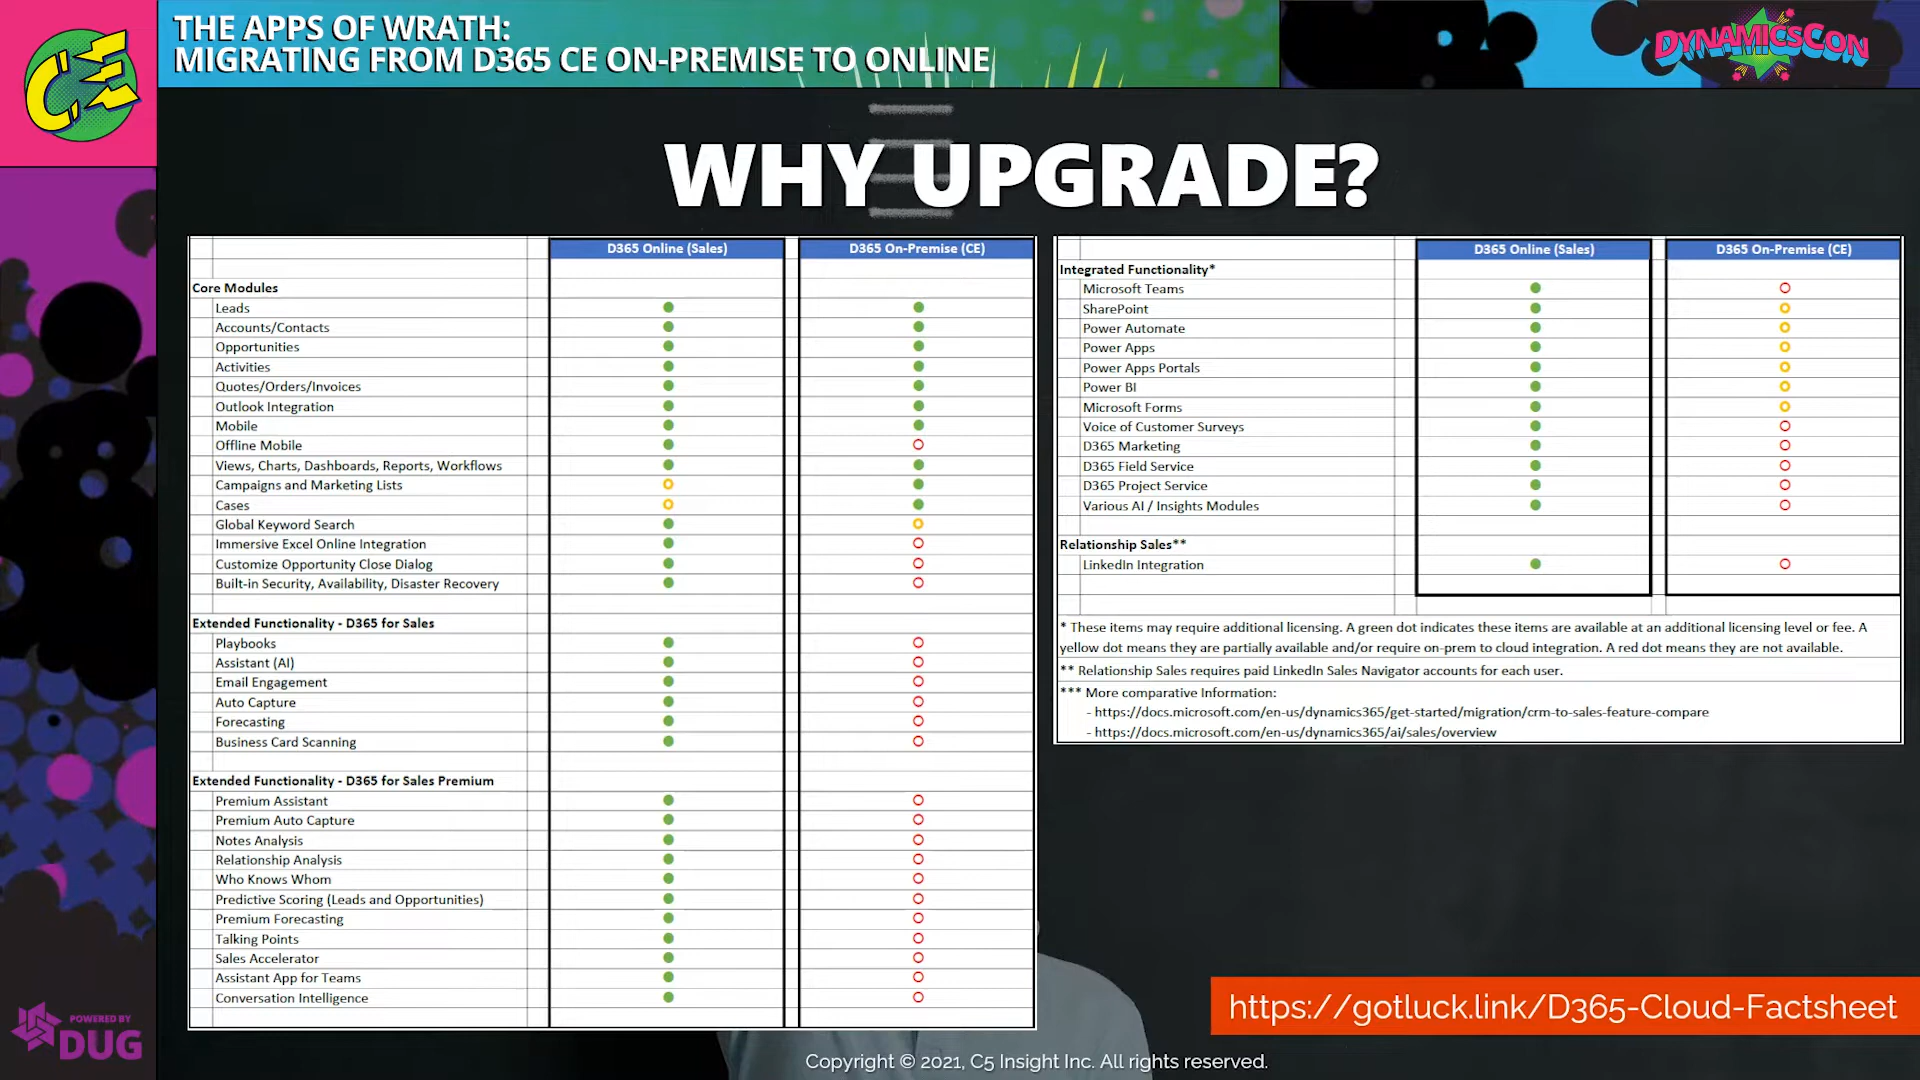 CE
THE APPS OF WRATH:
MIGRATING FROM D365 CE ON-PREMISE TO ONLINE
DYNAMICSCON
WHY UPGRADE?
D365 Online (Sales) D365 On-Premise (CE)
Core Modules
Leads
Accounts/Contacts
Opportunities
Activities
Quotes/Orders/Invoices
Outlook Integration
Mobile
Offline Mobile
Views, Charts, Dashboards, Reports, Workflows
Campaigns and Marketing Lists
Cases
Global Keyword Search
Immersive Excel Online Integration
Customize Opportunity Close Dialog
Built-in Security, Availability, Disaster Recovery
Extended Functionality - D365 for Sales
Playbooks
Assistant (AI)
Email Engagement
Auto Capture
Forecasting
Business Card Scanning
Extended Functionality - D365 for Sales Premium
Premium Assistant
Premium Auto Capture
Notes Analysis
Relationship Analysis
Who Knows Whom
Predictive Scoring (Leads and Opportunities)
Premium Forecasting
Talking Points
Sales Accelerator
Assistant App for Teams
Conversation Intelligence
D365 Online (Sales) D365 On-Premise (CE)
Integrated Functionality*
Microsoft Teams
SharePoint
Power Automate
Power Apps
Power Apps Portals
Power BI
Microsoft Forms
Voice of Customer Surveys
D365 Marketing
D365 Field Service
D365 Project Service
Various AI / Insights Modules
Relationship Sales**
LinkedIn Integration
* These items may require additional licensing. A green dot indicates these items are available at an additional licensing level or fee. A
yellow dot means they are partially available and/or require on-prem to cloud integration. A red dot means they are not available.
** Relationship Sales requires paid LinkedIn Sales Navigator accounts for each user.
*** More comparative Information:
- https://docs.microsoft.com/en-us/dynamics365/get-started/migration/crm-to-sales-feature-compare
- https://docs.microsoft.com/en-us/dynamics365/ai/sales/overview
https://gotluck.link/D365-Cloud-Factsheet
POWERED BY
DUG
Copyright © 2021, C5 Insight Inc. All rights reserved.